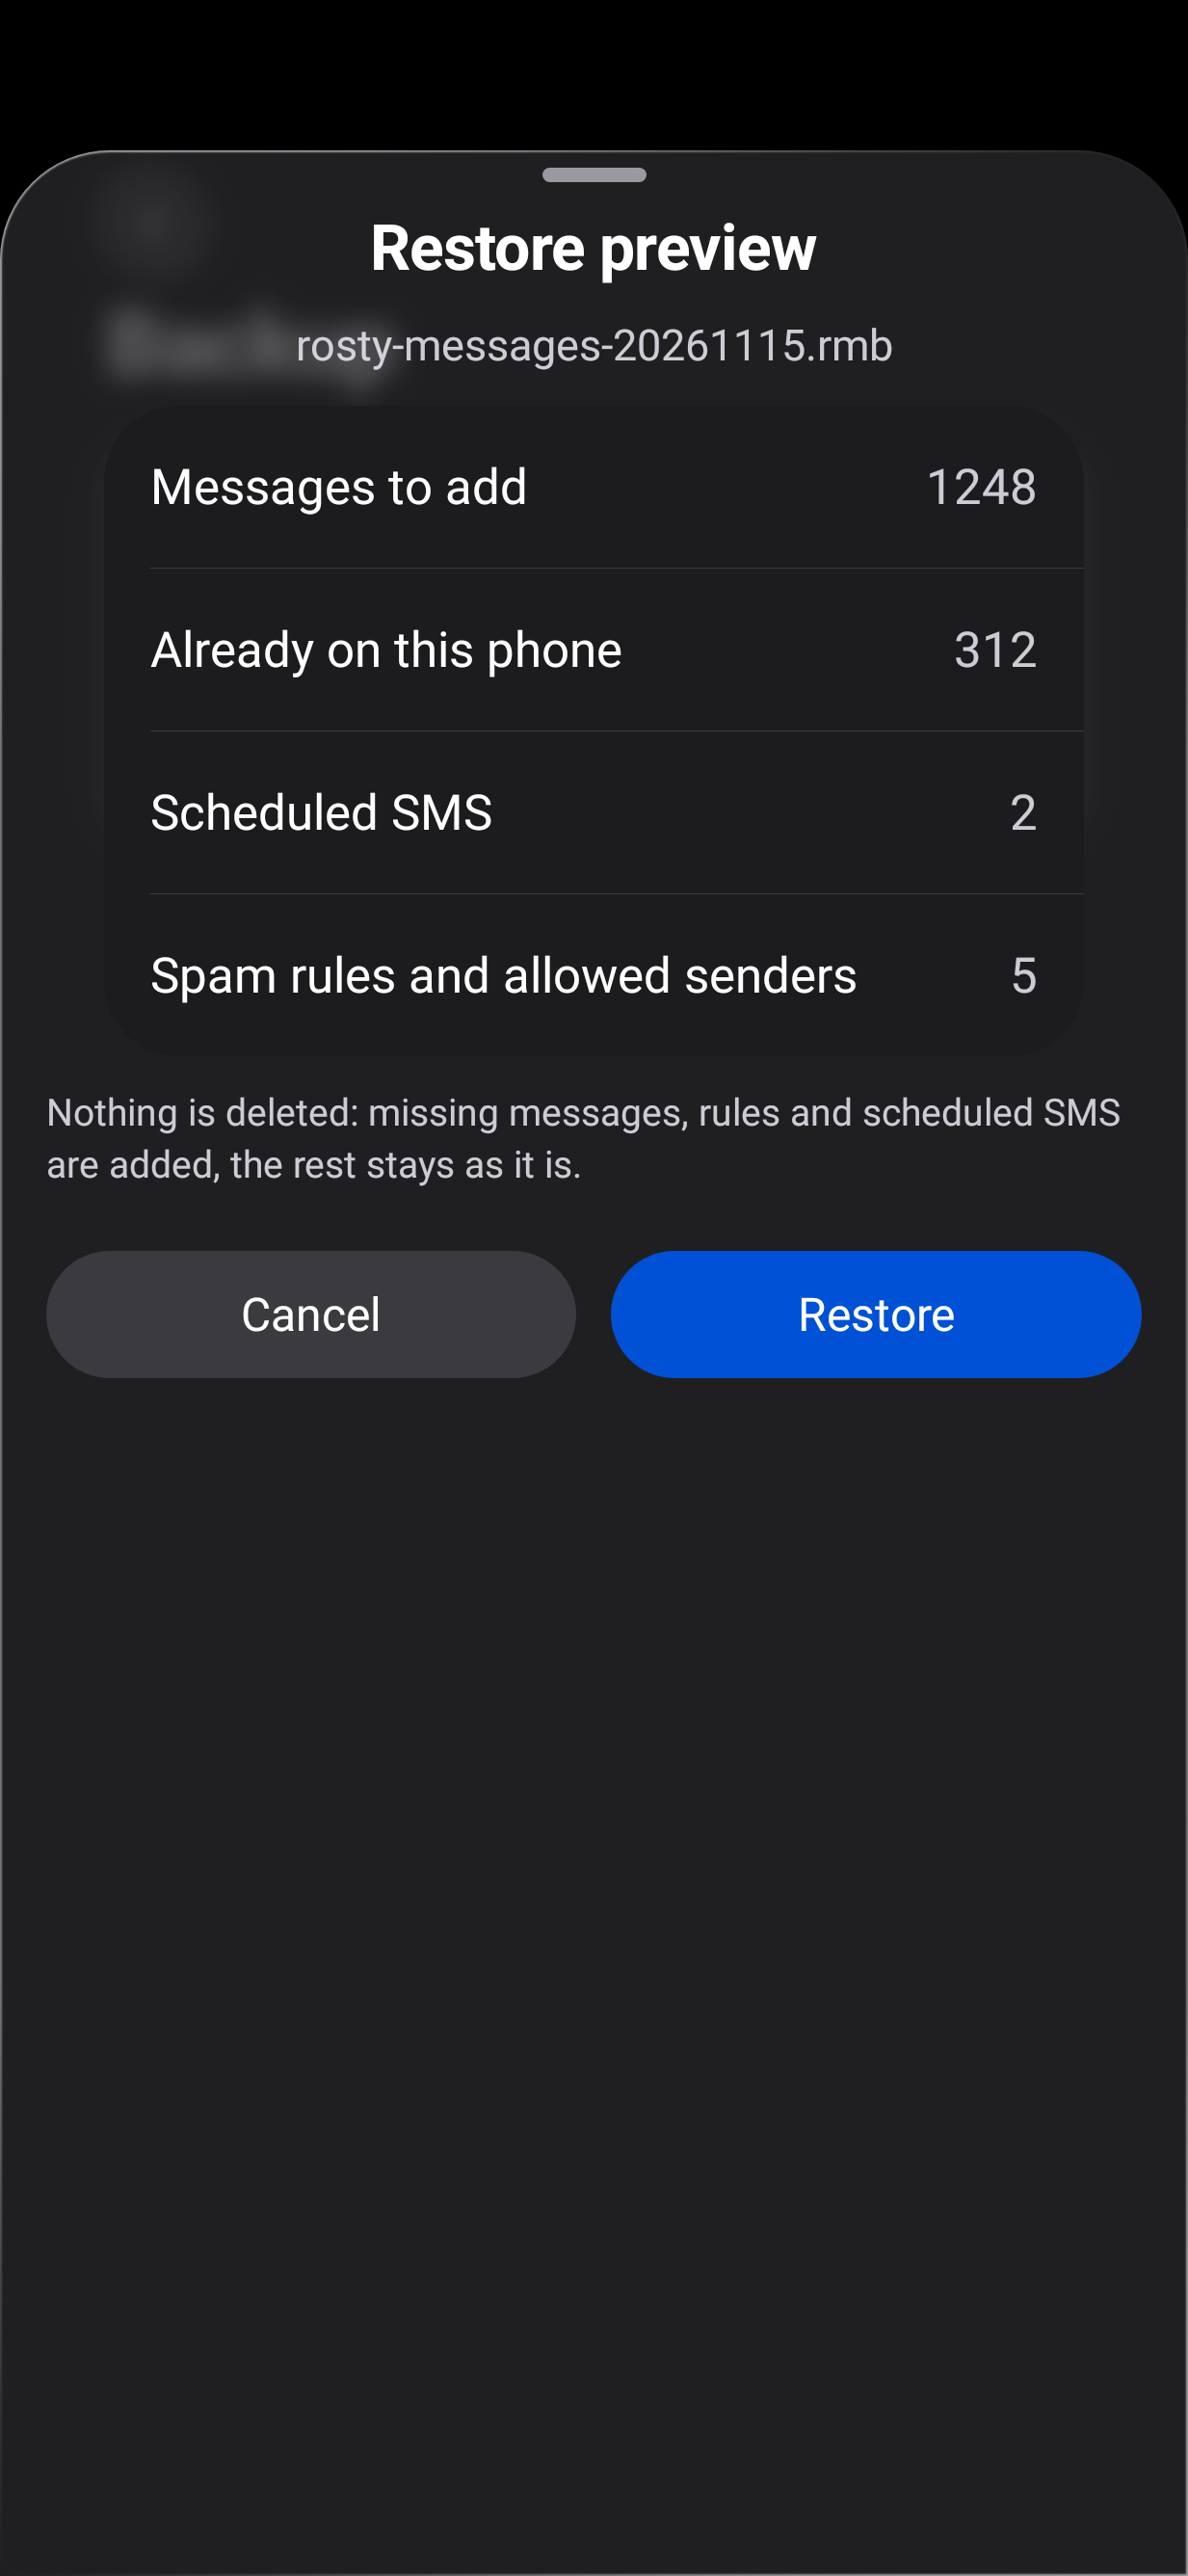 Restore preview
rosty-messages-20261115.rmb
Messages to add 1248
Already on this phone 312
Scheduled SMS 2
Spam rules and allowed senders 5
Nothing is deleted: missing messages, rules and scheduled SMS
are added, the rest stays as it is.
Cancel Restore